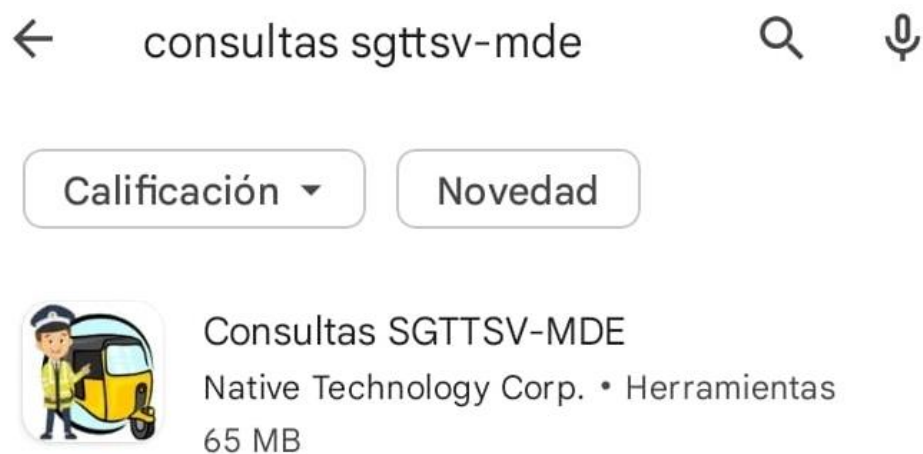 consultas sgttsv-mde
Calificación
Novedad
Consultas SGTTSV-MDE
Native Technology Corp. • Herramientas
65 MB